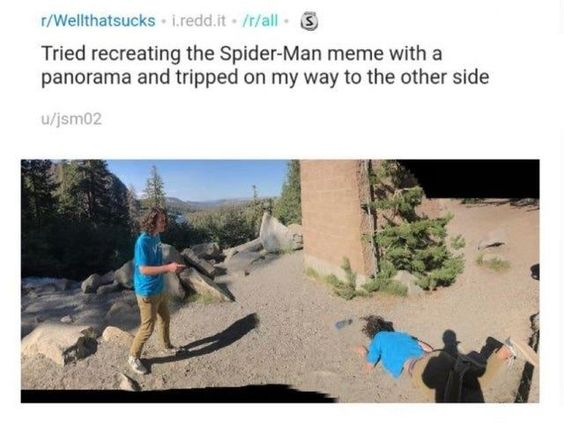 r/Wellthatsucks • i.redd.it • /r/all •
Tried recreating the Spider-Man meme with a
panorama and tripped on my way to the other side
u/jsm02